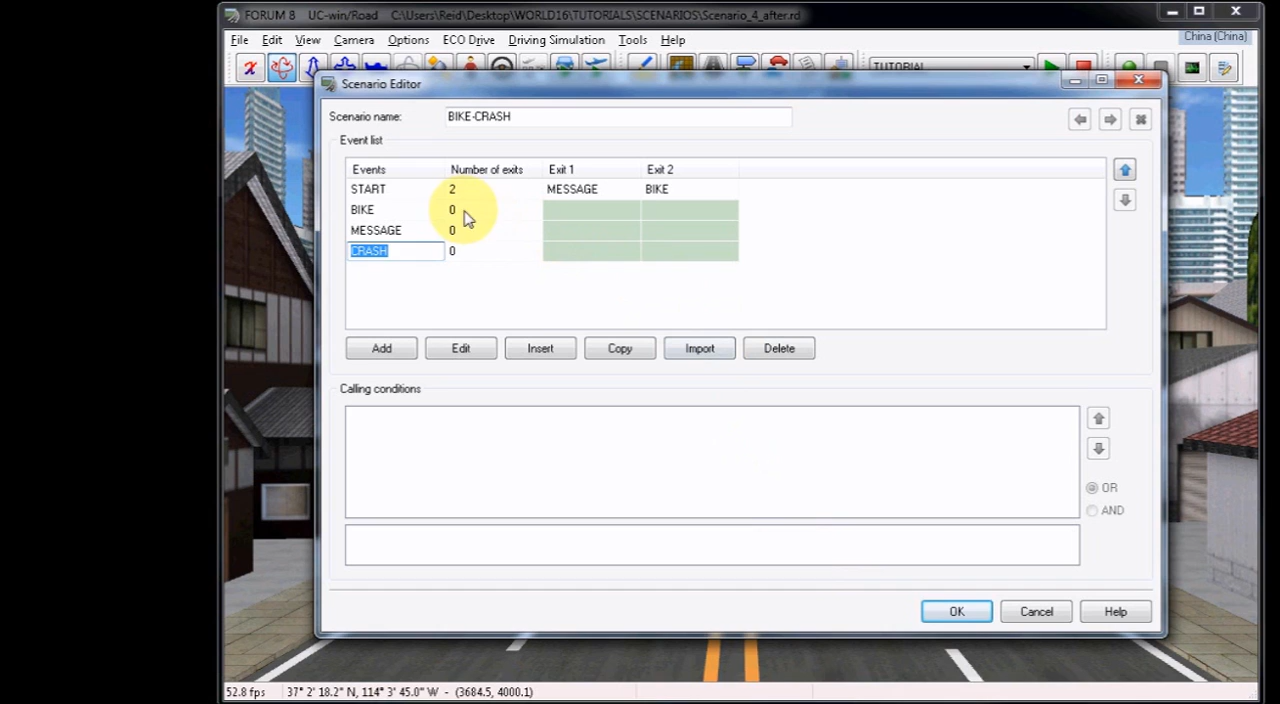 FORUM 8 UC-win/Road C:\Users\Reid\Desktop\WORLD16\TUTORIALS\SCENARIOS\Scenario_4_after.rd
File Edit View Camera Options ECO Drive Driving Simulation Tools Help
China (China)
TUTORIAL
Scenario Editor
Scenario name: BIKE-CRASH
Event list
Events Number of exits Exit 1 Exit 2
START 2 MESSAGE BIKE
BIKE 0
MESSAGE 0
CRASH 0
Add Edit Insert Copy Import Delete
Calling conditions
OR
AND
OK Cancel Help
52.8 fps 37° 2' 18.2" N, 114° 3' 45.0" W - (3684.5, 4000.1)